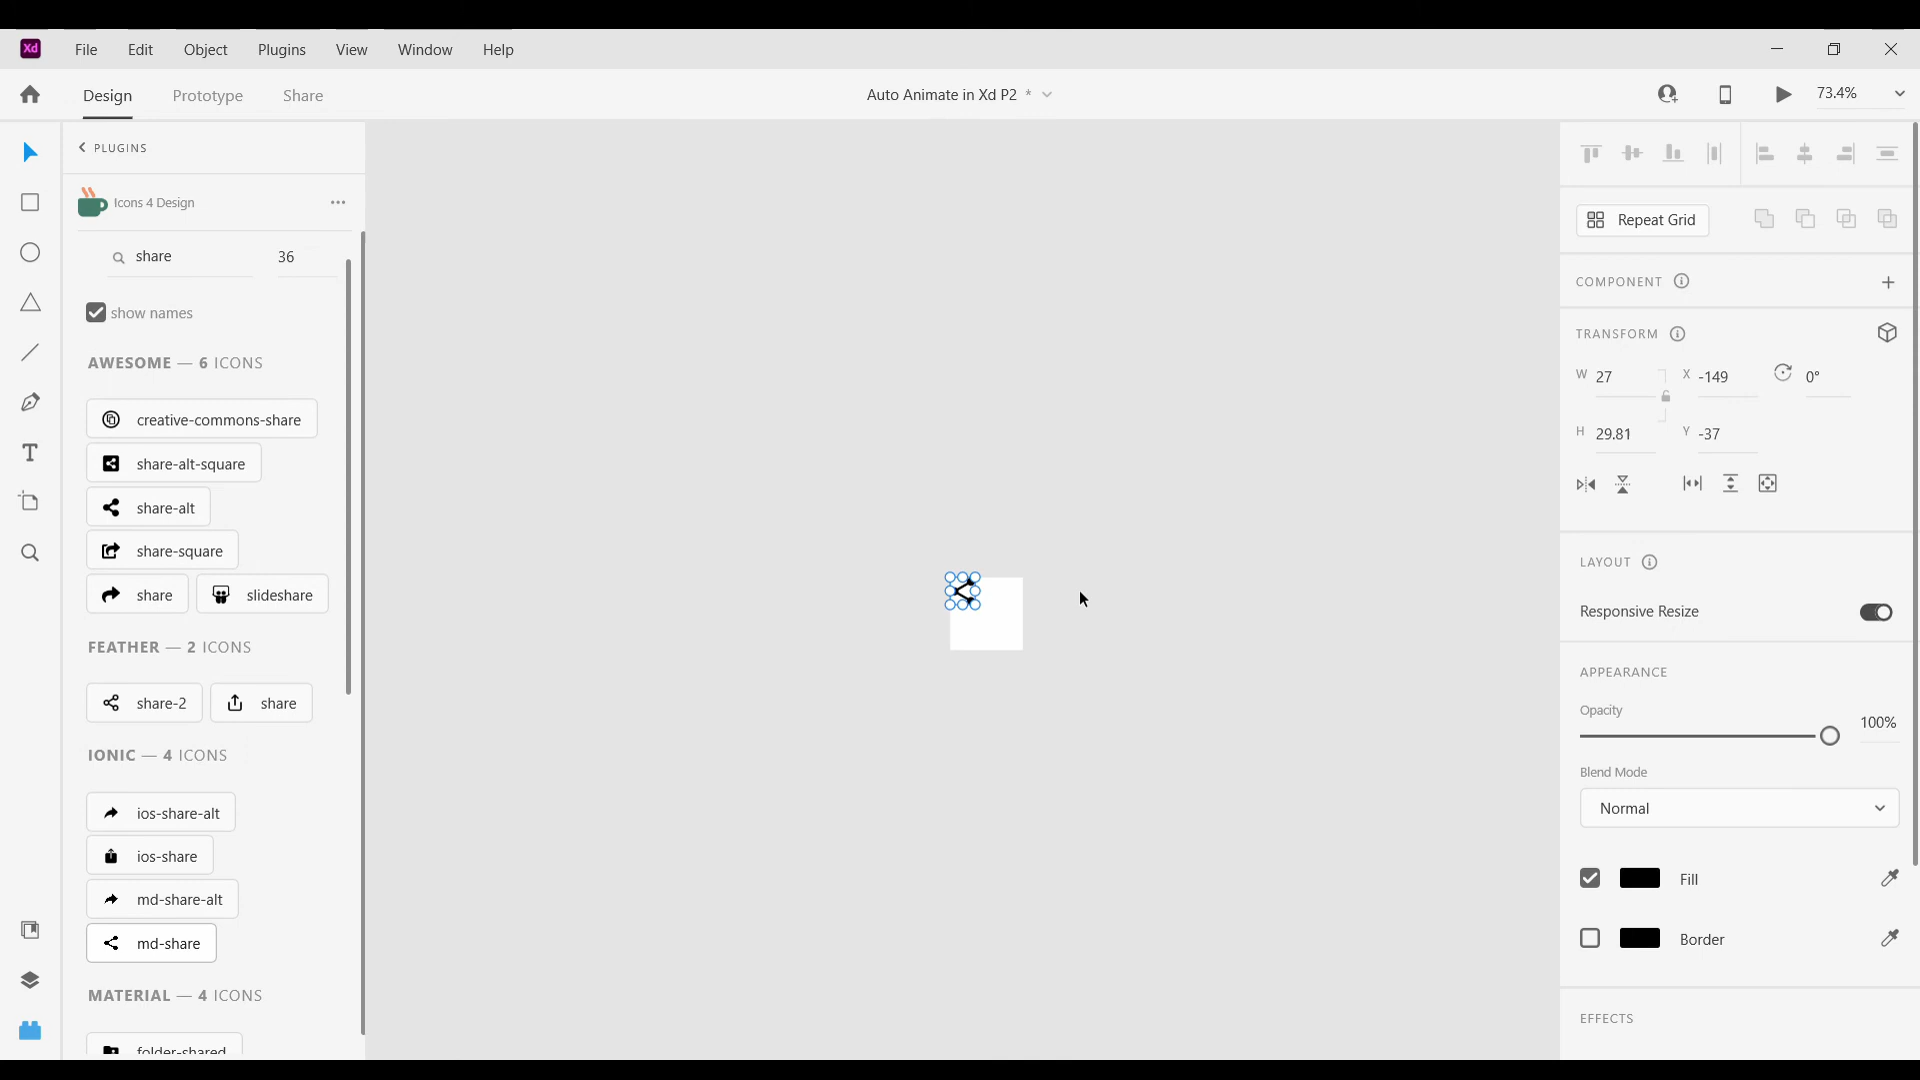 Xd File Edit Object Plugins View Window Help
Design Prototype Share Auto Animate in Xd P2 * 73.4%
PLUGINS
Icons 4 Design ...
share 36
show names
AWESOME — 6 ICONS
creative-commons-share
share-alt-square
share-alt
share-square
share slideshare
FEATHER — 2 ICONS
share-2 share
IONIC — 4 ICONS
ios-share-alt
ios-share
md-share-alt
md-share
MATERIAL — 4 ICONS
folder-shared
Repeat Grid
COMPONENT
TRANSFORM
W 27 X -149 0°
H 29.81 Y -37
LAYOUT
Responsive Resize
APPEARANCE
Opacity
100%
Blend Mode
Normal
Fill
Border
EFFECTS